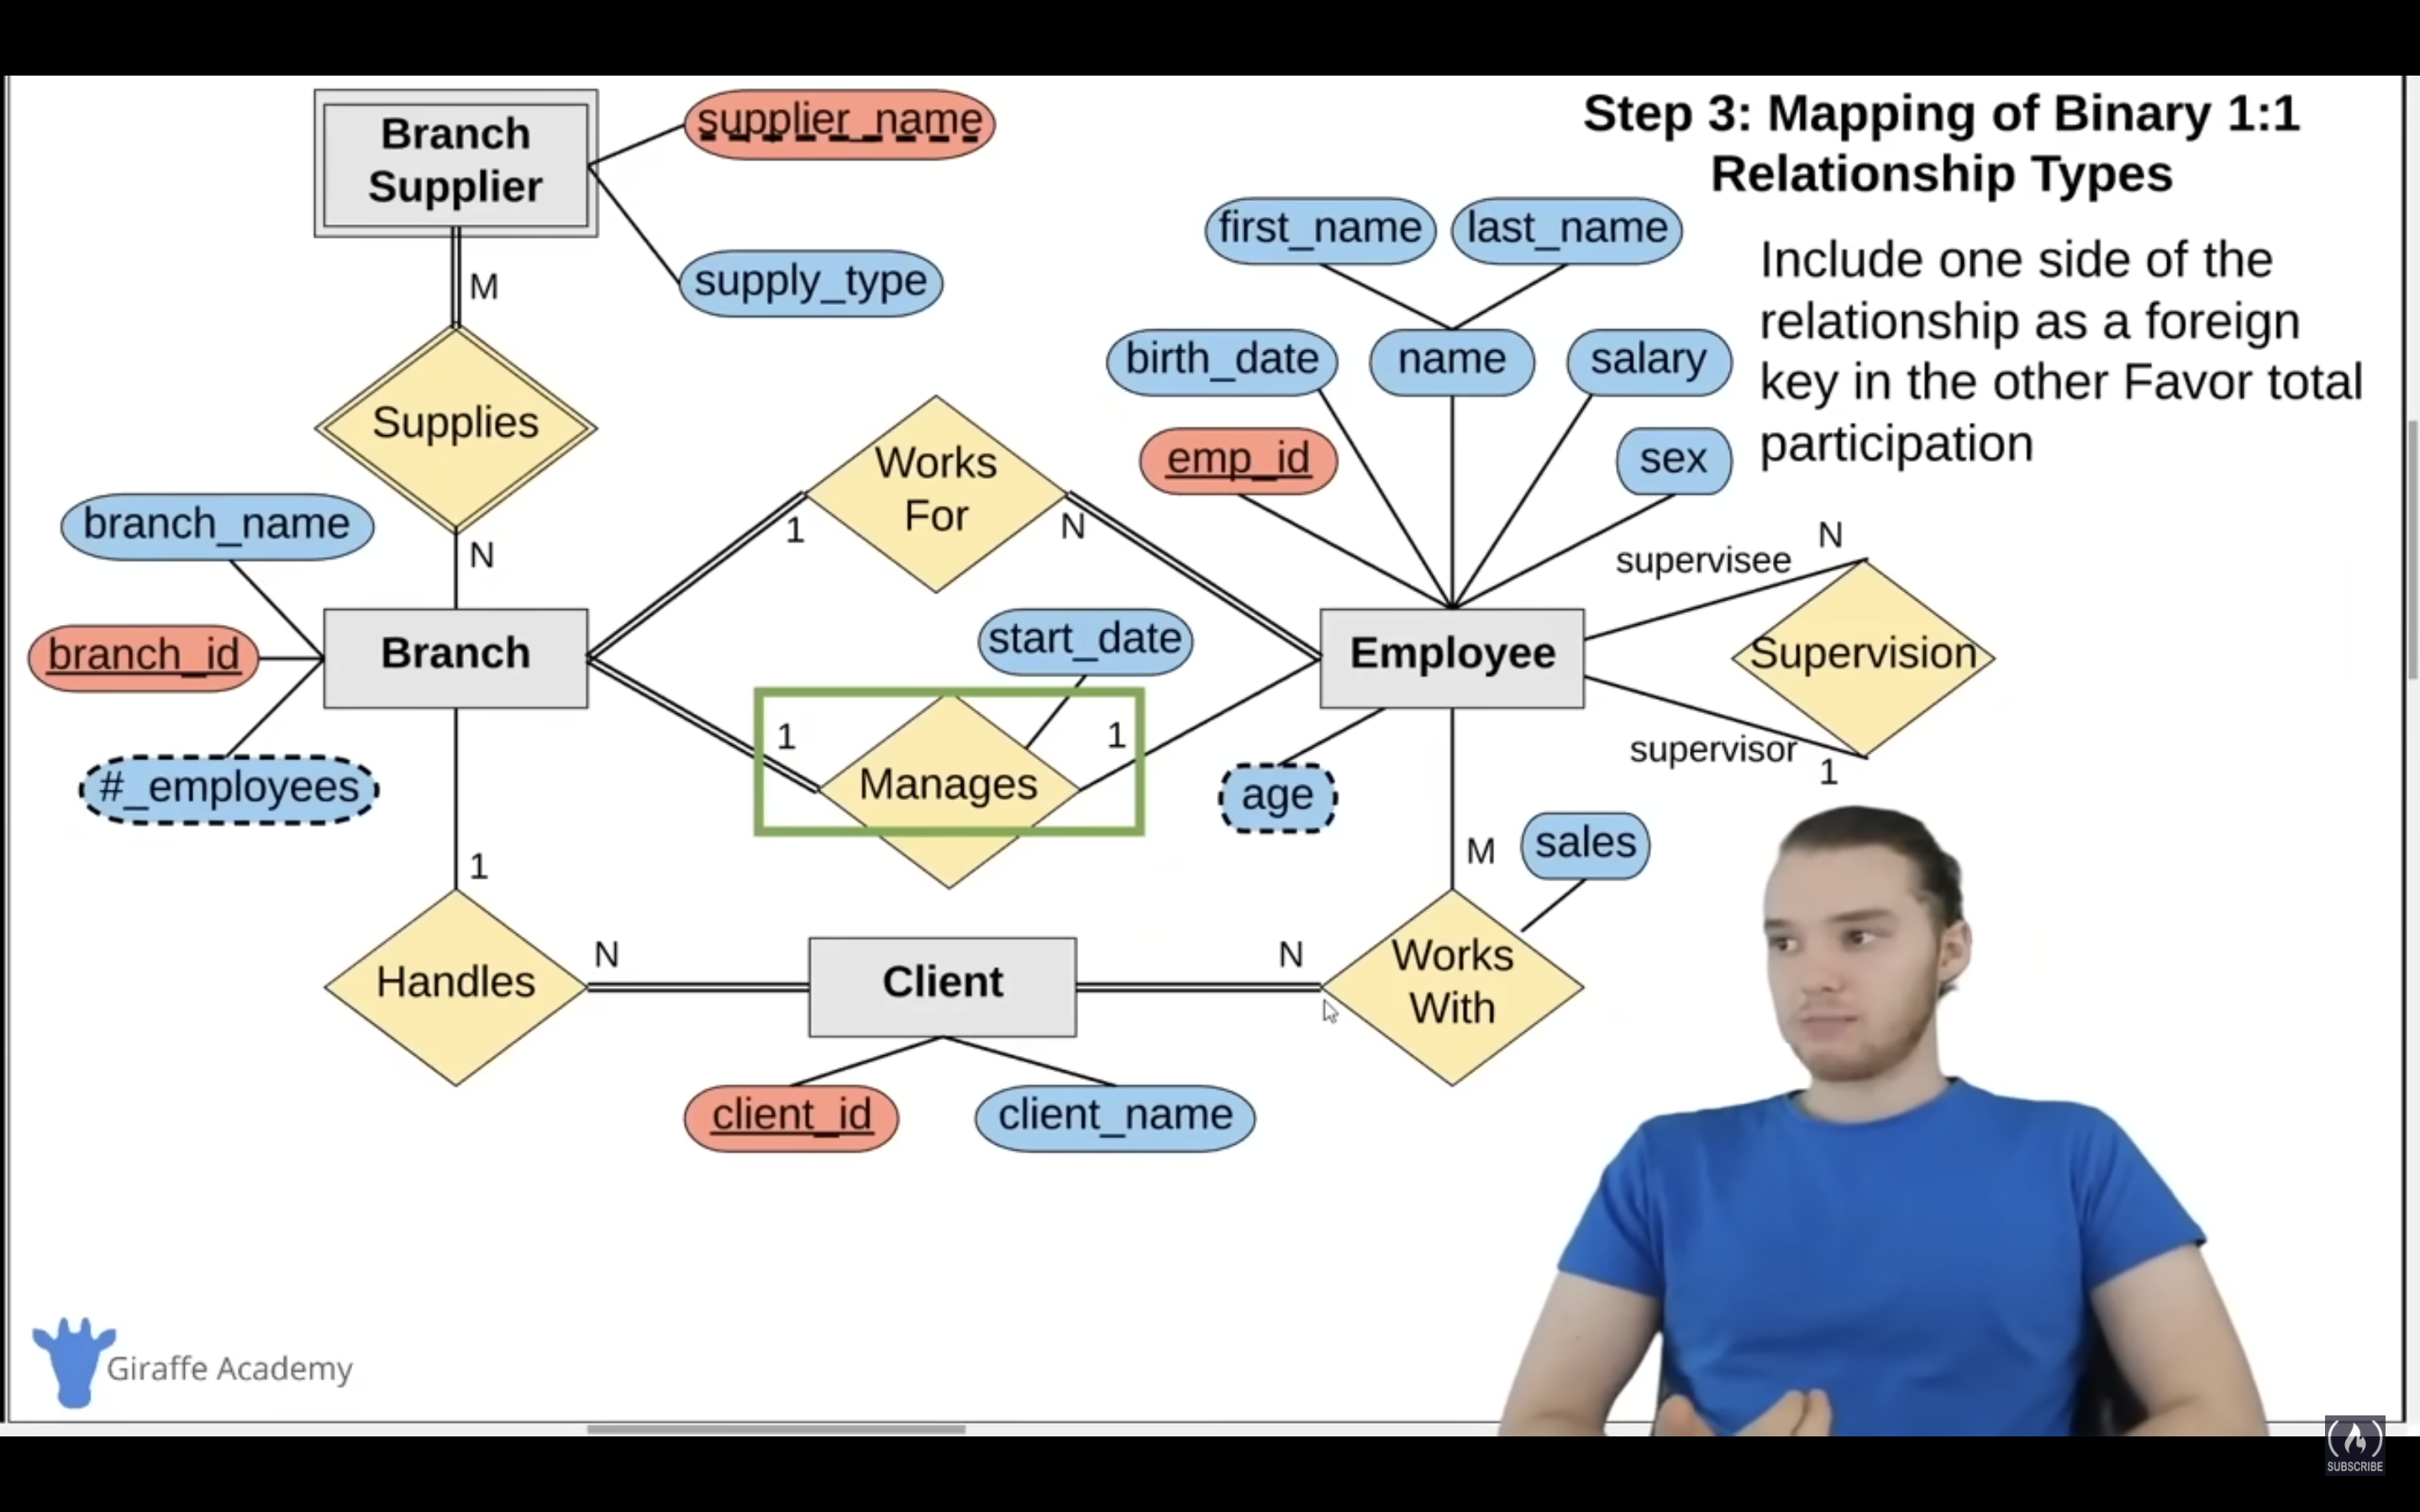 Step 3: Mapping of Binary 1:1
Relationship Types
Include one side of the
relationship as a foreign
key in the other Favor total
participation
Branch
Supplier
supplier_name
supply_type
M
Supplies
N
branch_name
branch_id
#_employees
Branch
Works
For
1
N
start_date
1
1
Manages
first_name
last_name
birth_date
name
salary
emp_id
sex
Employee
age
supervisee
N
Supervision
supervisor
1
1
Handles
N
Client
client_id
client_name
N
M
sales
Works
With
Giraffe Academy
SUBSCRIBE